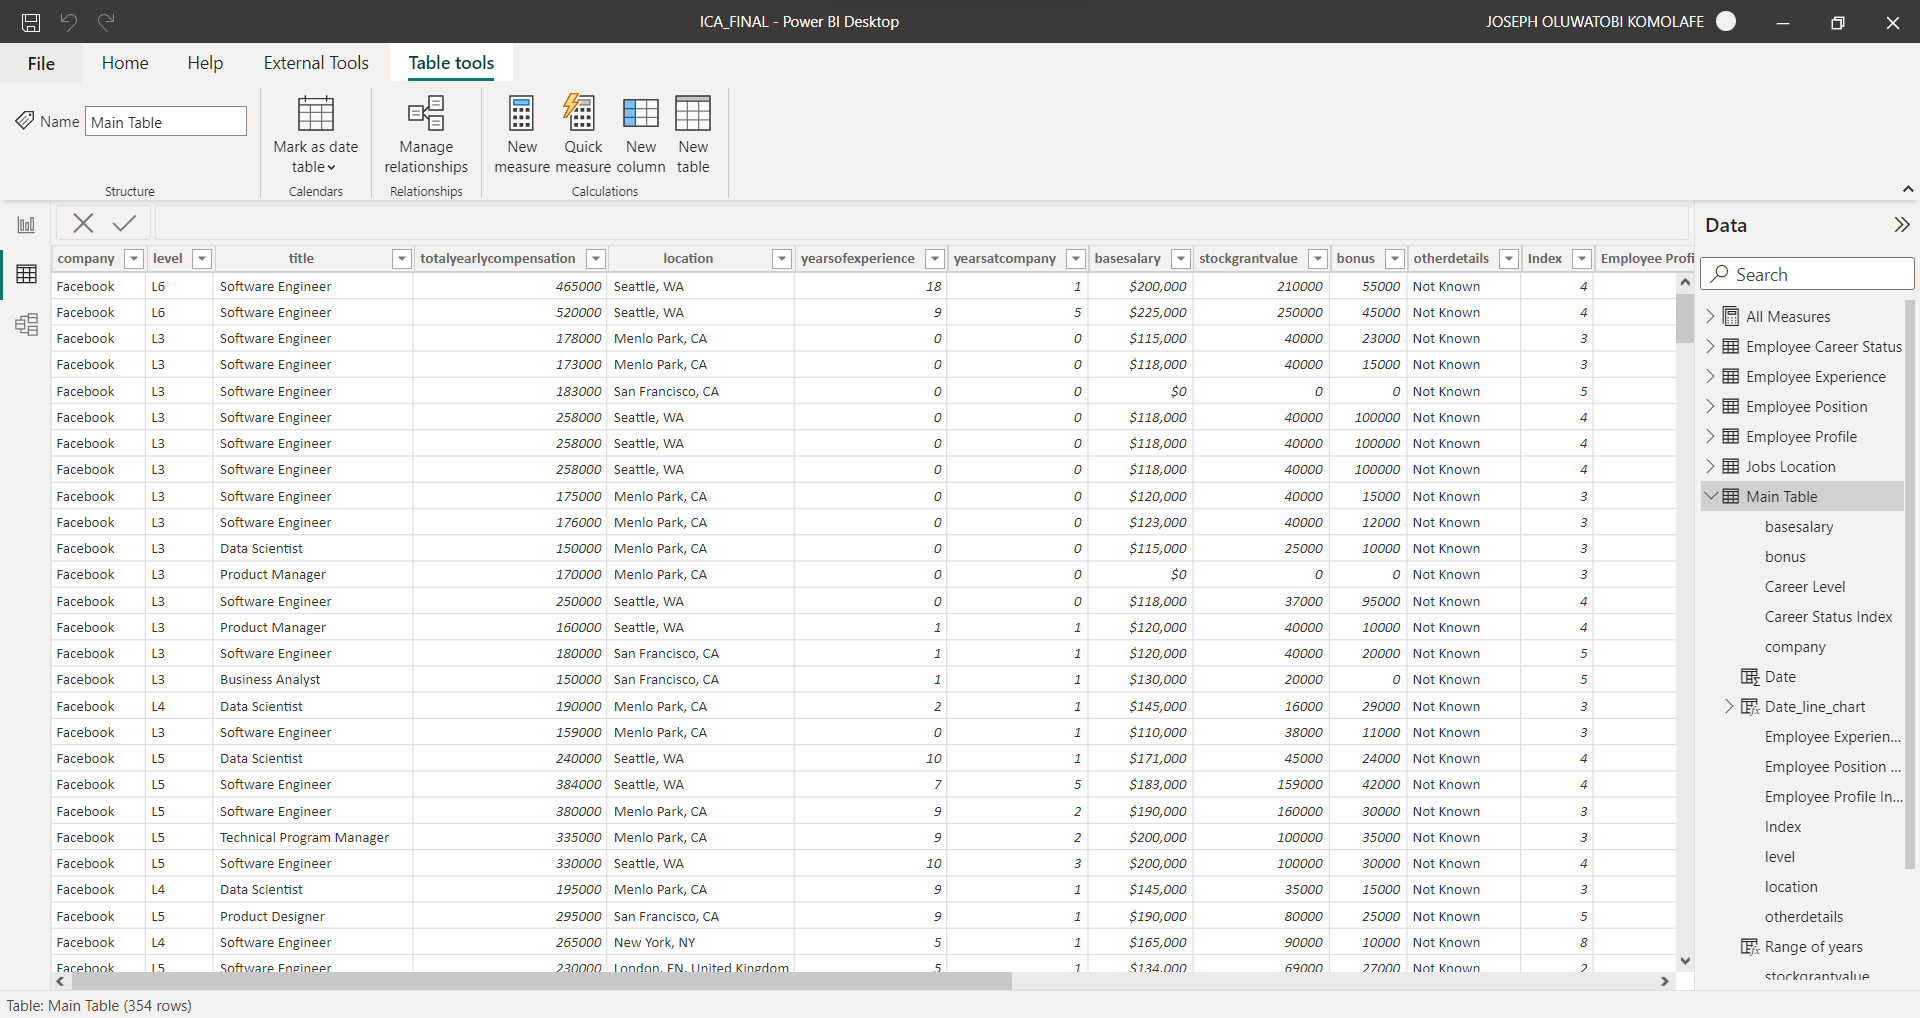 ICA_FINAL - Power BI Desktop
JOSEPH OLUWATOBI KOMOLAFE
File Home Help External Tools Table tools
Name Main Table
Mark as date table
Manage relationships
New measure
Quick measure
New column
New table
Structure Calendars Relationships Calculations
company level title totalyearlycompensation location yearsofexperience yearsatcompany basesalary stockgrantvalue bonus otherdetails Index Employee Profi
Facebook L6 Software Engineer 465000 Seattle, WA 18 1 $200,000 210000 55000 Not Known 4
Facebook L6 Software Engineer 520000 Seattle, WA 9 5 $225,000 250000 45000 Not Known 4
Facebook L3 Software Engineer 178000 Menlo Park, CA 0 0 $115,000 40000 23000 Not Known 3
Facebook L3 Software Engineer 173000 Menlo Park, CA 0 0 $118,000 40000 15000 Not Known 3
Facebook L3 Software Engineer 183000 San Francisco, CA 0 0 $0 0 0 Not Known 5
Facebook L3 Software Engineer 258000 Seattle, WA 0 0 $118,000 40000 100000 Not Known 4
Facebook L3 Software Engineer 258000 Seattle, WA 0 0 $118,000 40000 100000 Not Known 4
Facebook L3 Software Engineer 258000 Seattle, WA 0 0 $118,000 40000 100000 Not Known 4
Facebook L3 Software Engineer 175000 Menlo Park, CA 0 0 $120,000 40000 15000 Not Known 3
Facebook L3 Software Engineer 176000 Menlo Park, CA 0 0 $123,000 40000 12000 Not Known 3
Facebook L3 Data Scientist 150000 Menlo Park, CA 0 0 $115,000 25000 10000 Not Known 3
Facebook L3 Product Manager 170000 Menlo Park, CA 0 0 $0 0 0 Not Known 3
Facebook L3 Software Engineer 250000 Seattle, WA 0 0 $118,000 37000 95000 Not Known 4
Facebook L3 Product Manager 160000 Seattle, WA 1 1 $120,000 40000 10000 Not Known 4
Facebook L3 Software Engineer 180000 San Francisco, CA 1 1 $120,000 40000 20000 Not Known 5
Facebook L3 Business Analyst 150000 San Francisco, CA 1 1 $130,000 20000 0 Not Known 5
Facebook L4 Data Scientist 190000 Menlo Park, CA 2 1 $145,000 16000 29000 Not Known 3
Facebook L3 Software Engineer 159000 Menlo Park, CA 0 1 $110,000 38000 11000 Not Known 3
Facebook L5 Data Scientist 240000 Seattle, WA 10 1 $171,000 45000 24000 Not Known 4
Facebook L5 Software Engineer 384000 Seattle, WA 7 5 $183,000 159000 42000 Not Known 4
Facebook L5 Software Engineer 380000 Menlo Park, CA 9 2 $190,000 160000 30000 Not Known 3
Facebook L5 Technical Program Manager 335000 Menlo Park, CA 9 2 $200,000 100000 35000 Not Known 3
Facebook L5 Software Engineer 330000 Seattle, WA 10 3 $200,000 100000 30000 Not Known 4
Facebook L4 Data Scientist 195000 Menlo Park, CA 9 1 $145,000 35000 15000 Not Known 3
Facebook L5 Product Designer 295000 San Francisco, CA 9 1 $190,000 80000 25000 Not Known 5
Facebook L4 Software Engineer 265000 New York, NY 5 1 $165,000 90000 10000 Not Known 8
Facebook L5 Software Engineer 230000 London, EN, United Kingdom 5 1 $134,000 69000 27000 Not Known 2
Data
Search
All Measures
Employee Career Status
Employee Experience
Employee Position
Employee Profile
Jobs Location
Main Table
basesalary
bonus
Career Level
Career Status Index
company
Date
Date_line_chart
Employee Experien...
Employee Position ...
Employee Profile In...
Index
level
location
otherdetails
Range of years
stockgrantvalue
Table: Main Table (354 rows)